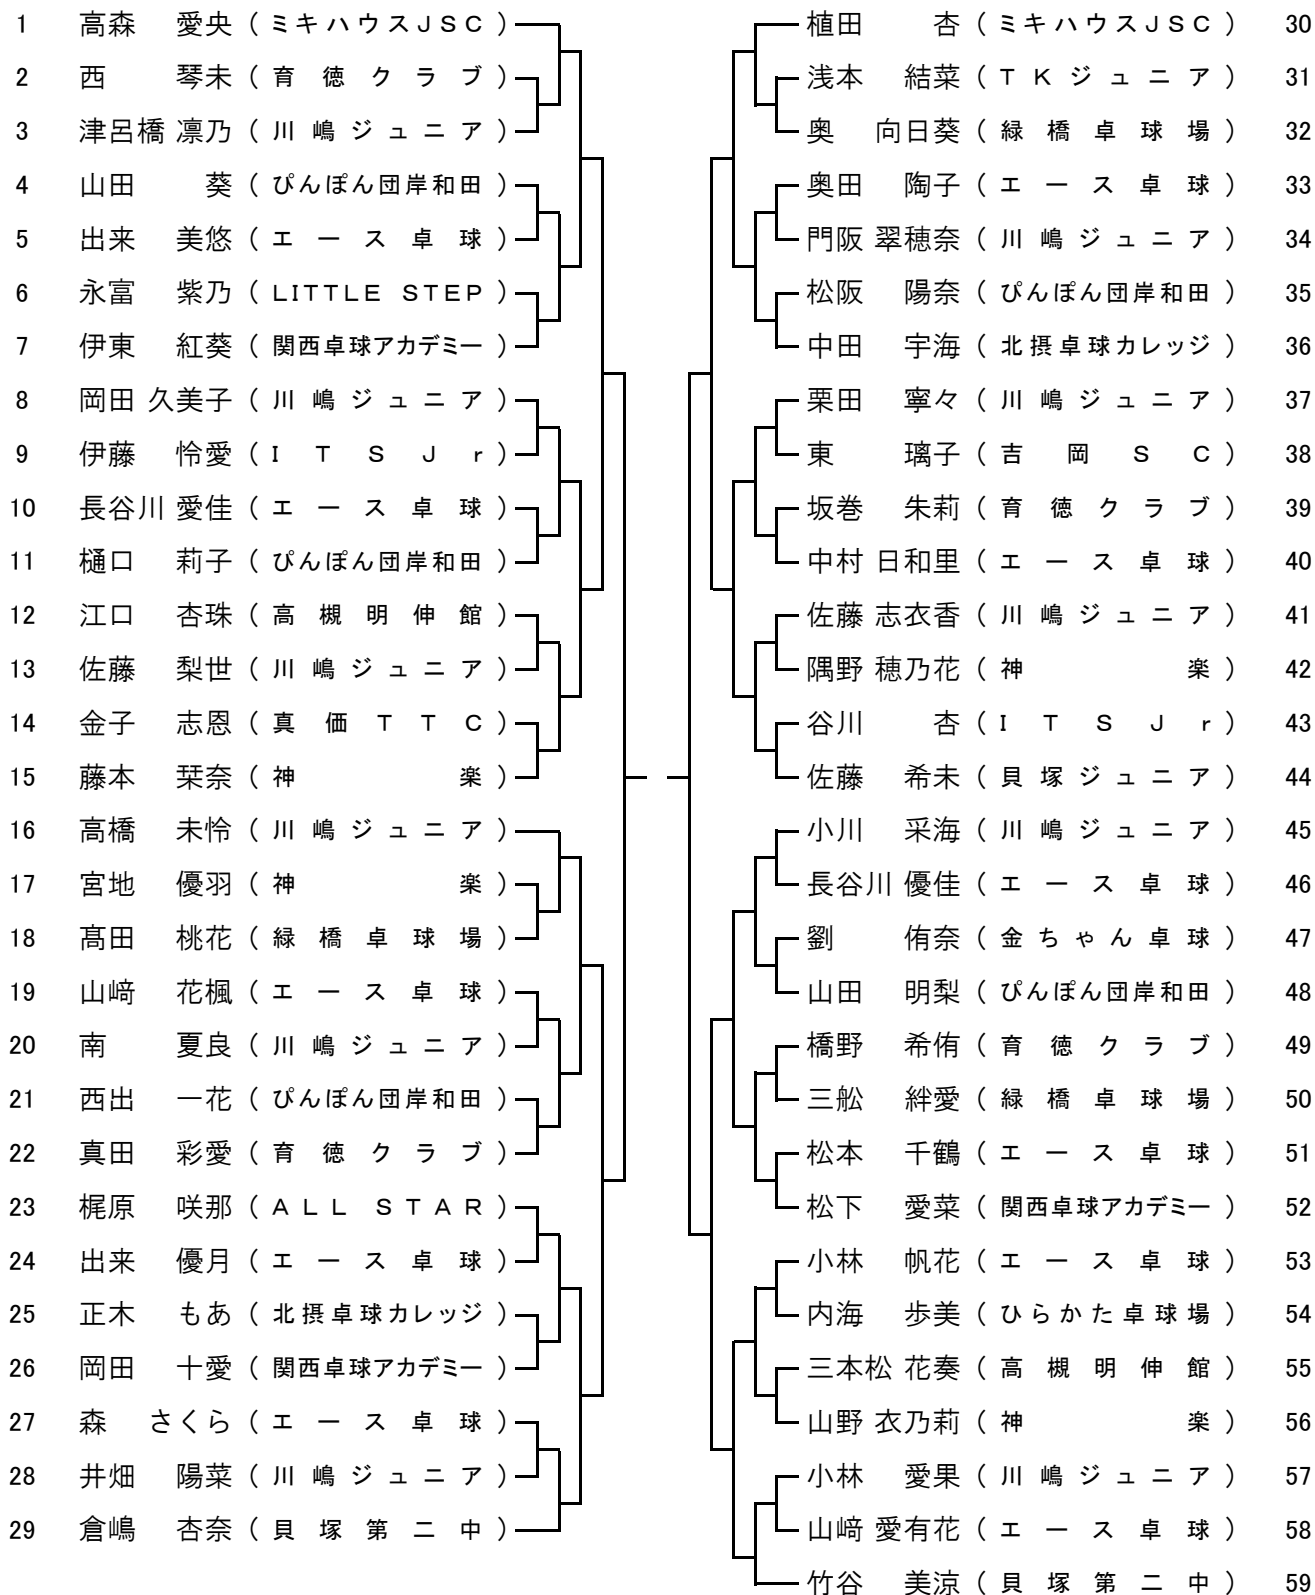 1 高森 愛央 ( ミキハウスJSC )
2 西 琴未 ( 育徳クラブ )
3 津呂橋 凛乃 ( 川嶋ジュニア )
4 山田 葵 ( ぴんぽん団岸和田 )
5 出来 美悠 ( エース卓球 )
6 永富 紫乃 ( LITTLE STEP )
7 伊東 紅葵 ( 関西卓球アカデミー )
8 岡田 久美子 ( 川嶋ジュニア )
9 伊藤 怜愛 ( ITSJr )
10 長谷川 愛佳 ( エース卓球 )
11 樋口 莉子 ( ぴんぽん団岸和田 )
12 江口 杏珠 ( 高槻明伸館 )
13 佐藤 梨世 ( 川嶋ジュニア )
14 金子 志恩 ( 真価TTC )
15 藤本 栞奈 ( 神楽 )
16 高橋 未怜 ( 川嶋ジュニア )
17 宮地 優羽 ( 神楽 )
18 髙田 桃花 ( 緑橋卓球場 )
19 山﨑 花楓 ( エース卓球 )
20 南 夏良 ( 川嶋ジュニア )
21 西出 一花 ( ぴんぽん団岸和田 )
22 真田 彩愛 ( 育徳クラブ )
23 梶原 咲那 ( ALL STAR )
24 出来 優月 ( エース卓球 )
25 正木 もあ ( 北摂卓球カレッジ )
26 岡田 十愛 ( 関西卓球アカデミー )
27 森 さくら ( エース卓球 )
28 井畑 陽菜 ( 川嶋ジュニア )
29 倉嶋 杏奈 ( 貝塚第二中 )
植田 杏 ( ミキハウスJSC ) 30
浅本 結菜 ( TKジュニア ) 31
奥 向日葵 ( 緑橋卓球場 ) 32
奥田 陶子 ( エース卓球 ) 33
門阪 翠穂奈 ( 川嶋ジュニア ) 34
松阪 陽奈 ( ぴんぽん団岸和田 ) 35
中田 宇海 ( 北摂卓球カレッジ ) 36
栗田 寧々 ( 川嶋ジュニア ) 37
東 璃子 ( 吉岡SC ) 38
坂巻 朱莉 ( 育徳クラブ ) 39
中村 日和里 ( エース卓球 ) 40
佐藤 志衣香 ( 川嶋ジュニア ) 41
隅野 穂乃花 ( 神楽 ) 42
谷川 杏 ( ITSJr ) 43
佐藤 希未 ( 貝塚ジュニア ) 44
小川 采海 ( 川嶋ジュニア ) 45
長谷川 優佳 ( エース卓球 ) 46
劉 侑奈 ( 金ちゃん卓球 ) 47
山田 明梨 ( ぴんぽん団岸和田 ) 48
橋野 希侑 ( 育徳クラブ ) 49
三舩 絆愛 ( 緑橋卓球場 ) 50
松本 千鶴 ( エース卓球 ) 51
松下 愛菜 ( 関西卓球アカデミー ) 52
小林 帆花 ( エース卓球 ) 53
内海 歩美 ( ひらかた卓球場 ) 54
三本松 花奏 ( 高槻明伸館 ) 55
山野 衣乃莉 ( 神楽 ) 56
小林 愛果 ( 川嶋ジュニア ) 57
山﨑 愛有花 ( エース卓球 ) 58
竹谷 美涼 ( 貝塚第二中 ) 59